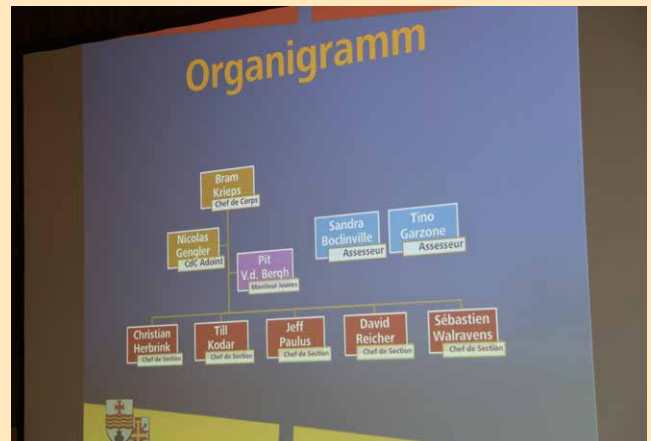 Organigramm
Bram
Krieps
Chef de Corps
Nicolas
Gengler
CdC Adoint
Pit
V.d. Bergh
Moniteur Jeunes
Sandra
Boclinville
Assesseur
Tino
Garzone
Assesseur
Christian
Herbrink
Chef de Section
Till
Kodar
Chef de Section
Jeff
Paulus
Chef de Section
David
Reicher
Chef de Section
Sébastien
Walravens
Chef de Section